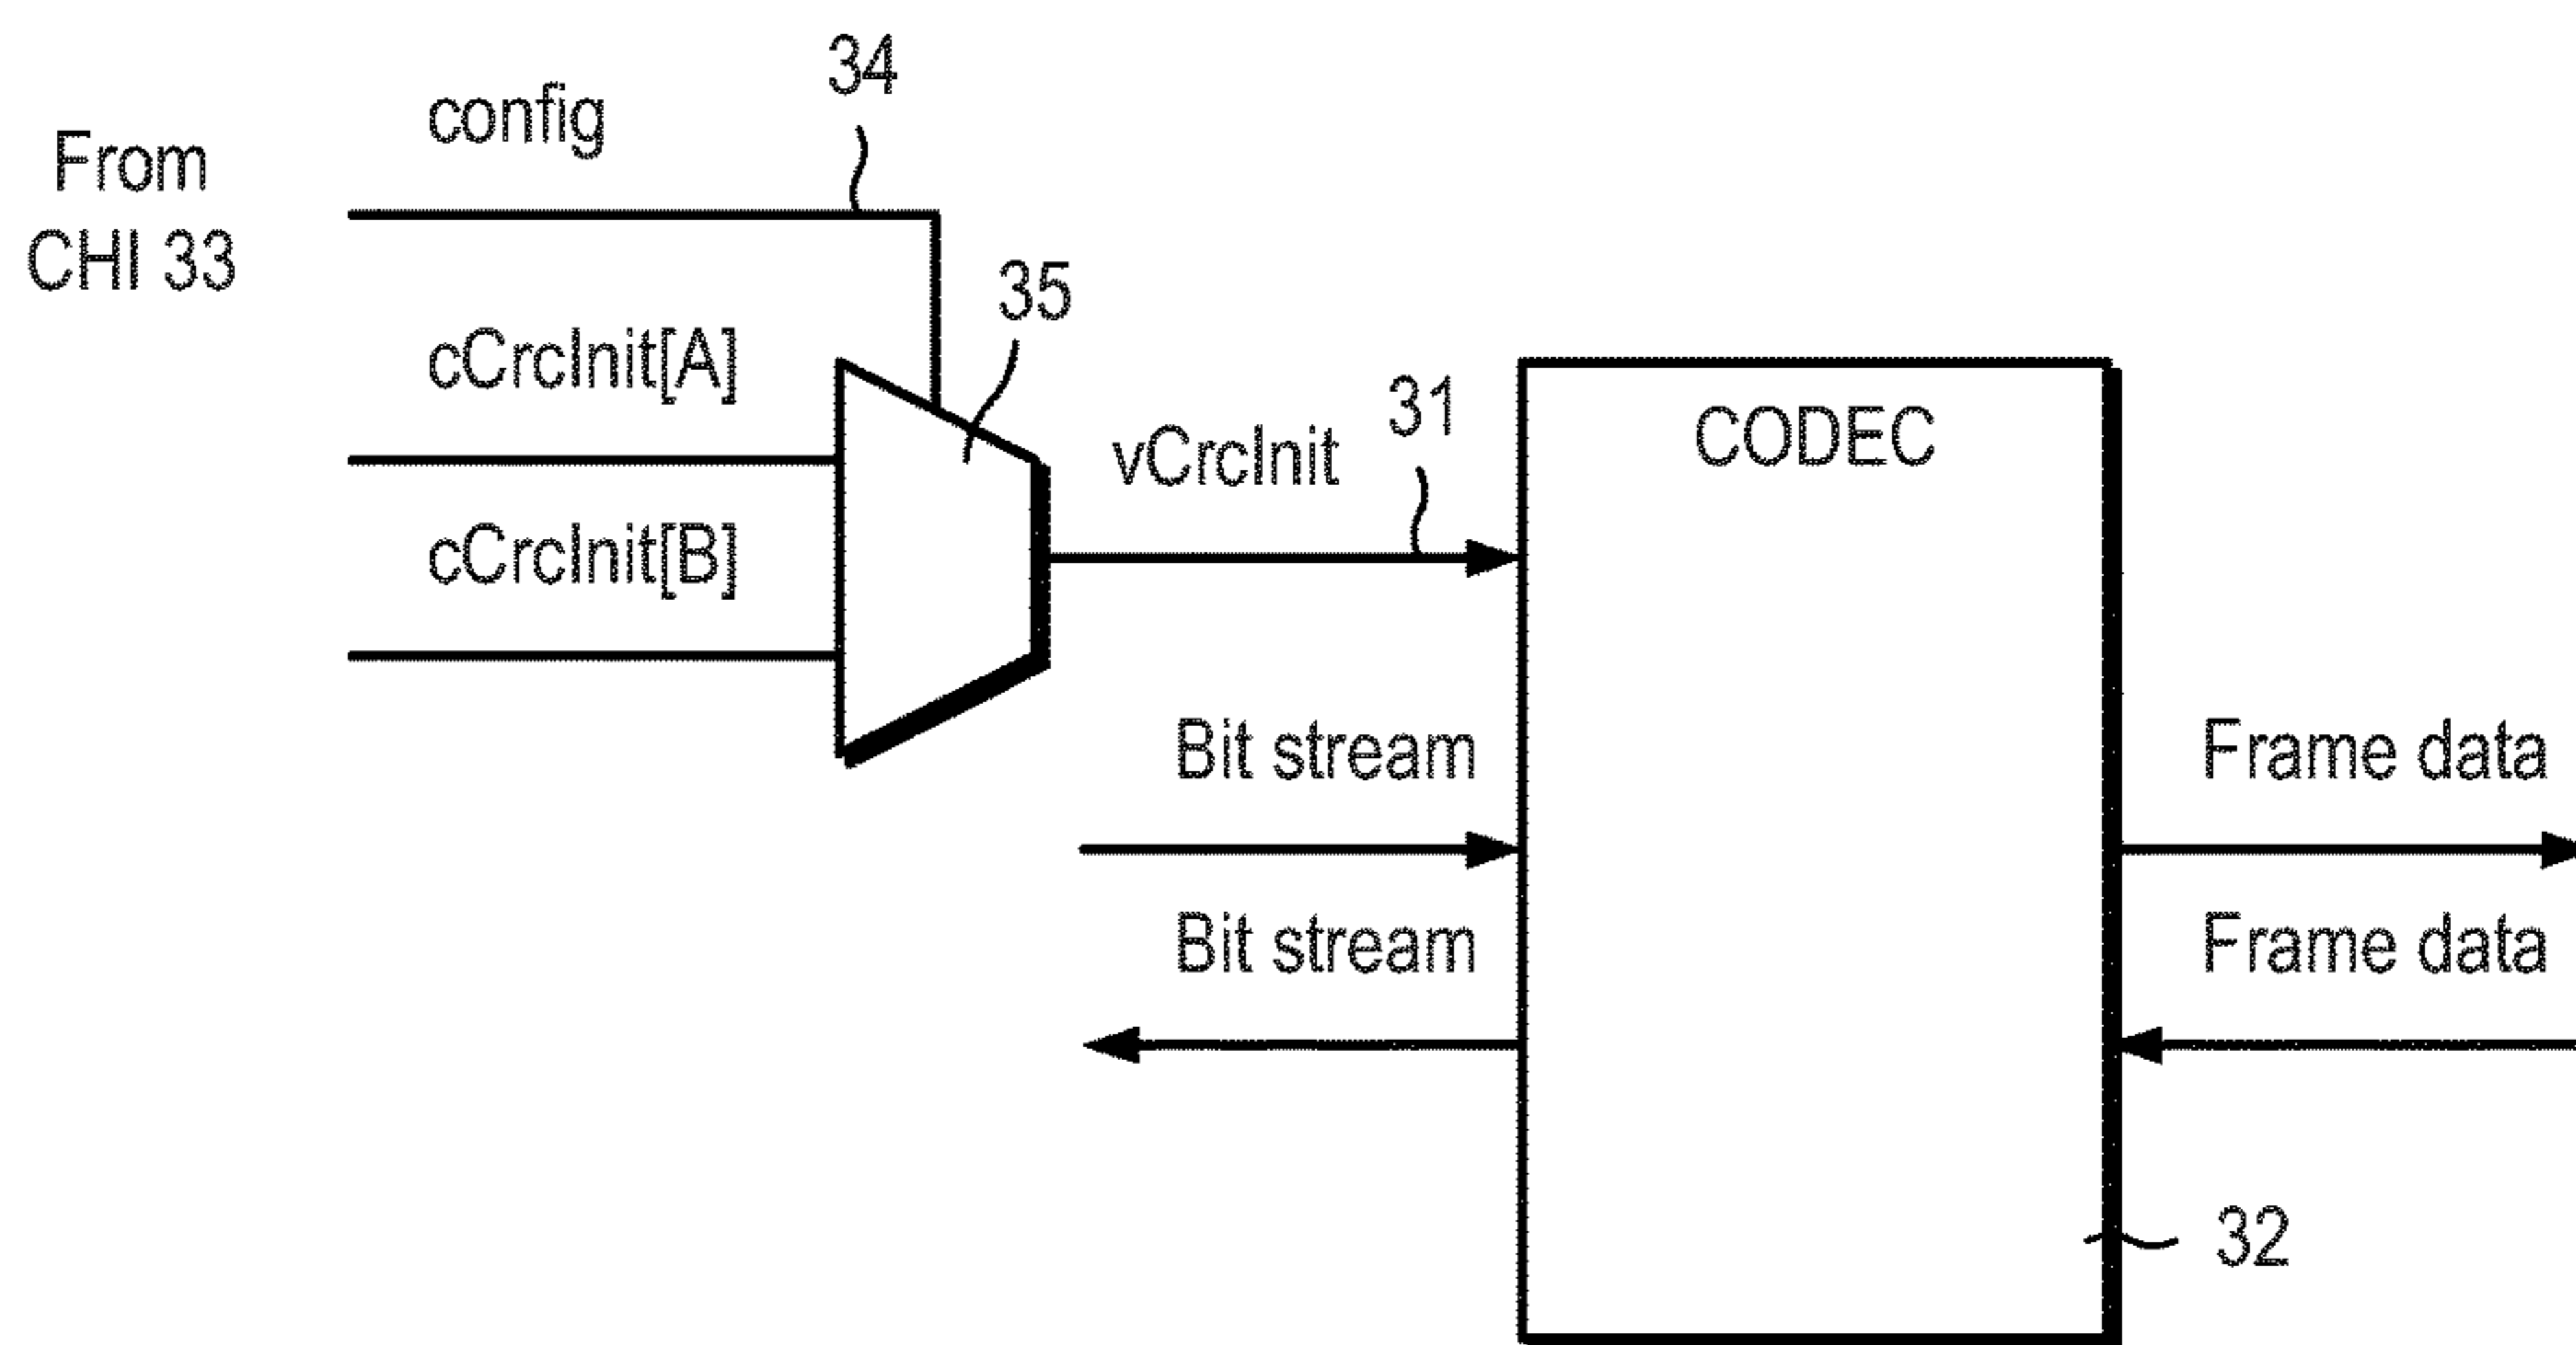 34
config
From
CHI 33
35
cCrcInit[A]
31
vCrcInit
CODEC
cCrcInit[B]
Bit stream
Frame data
Bit stream
Frame data
32